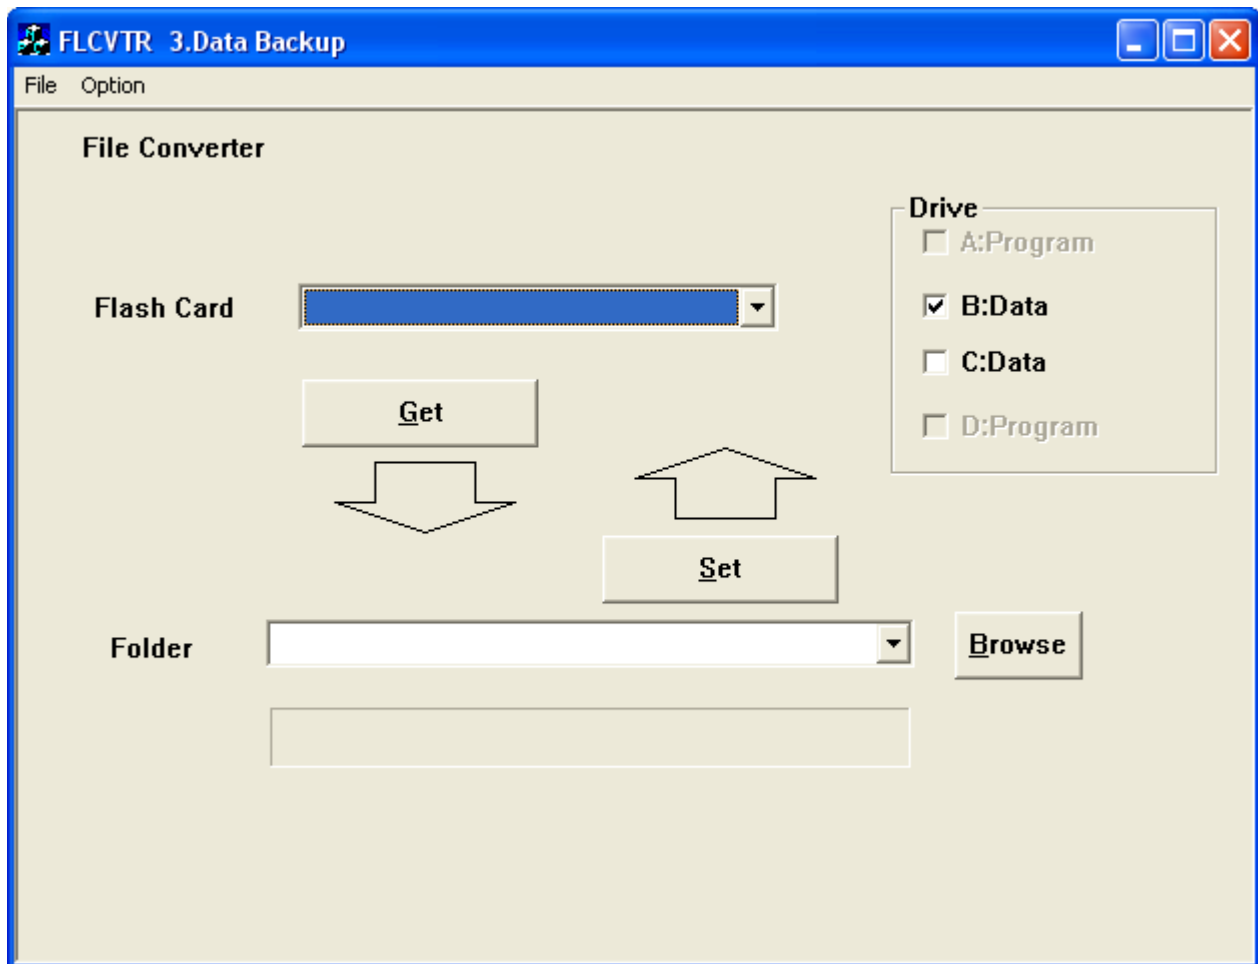 FLCVTR 3.Data Backup
File Option
File Converter
Drive
A:Program
Flash Card
B:Data
C:Data
Get
D:Program
Set
Folder
Browse